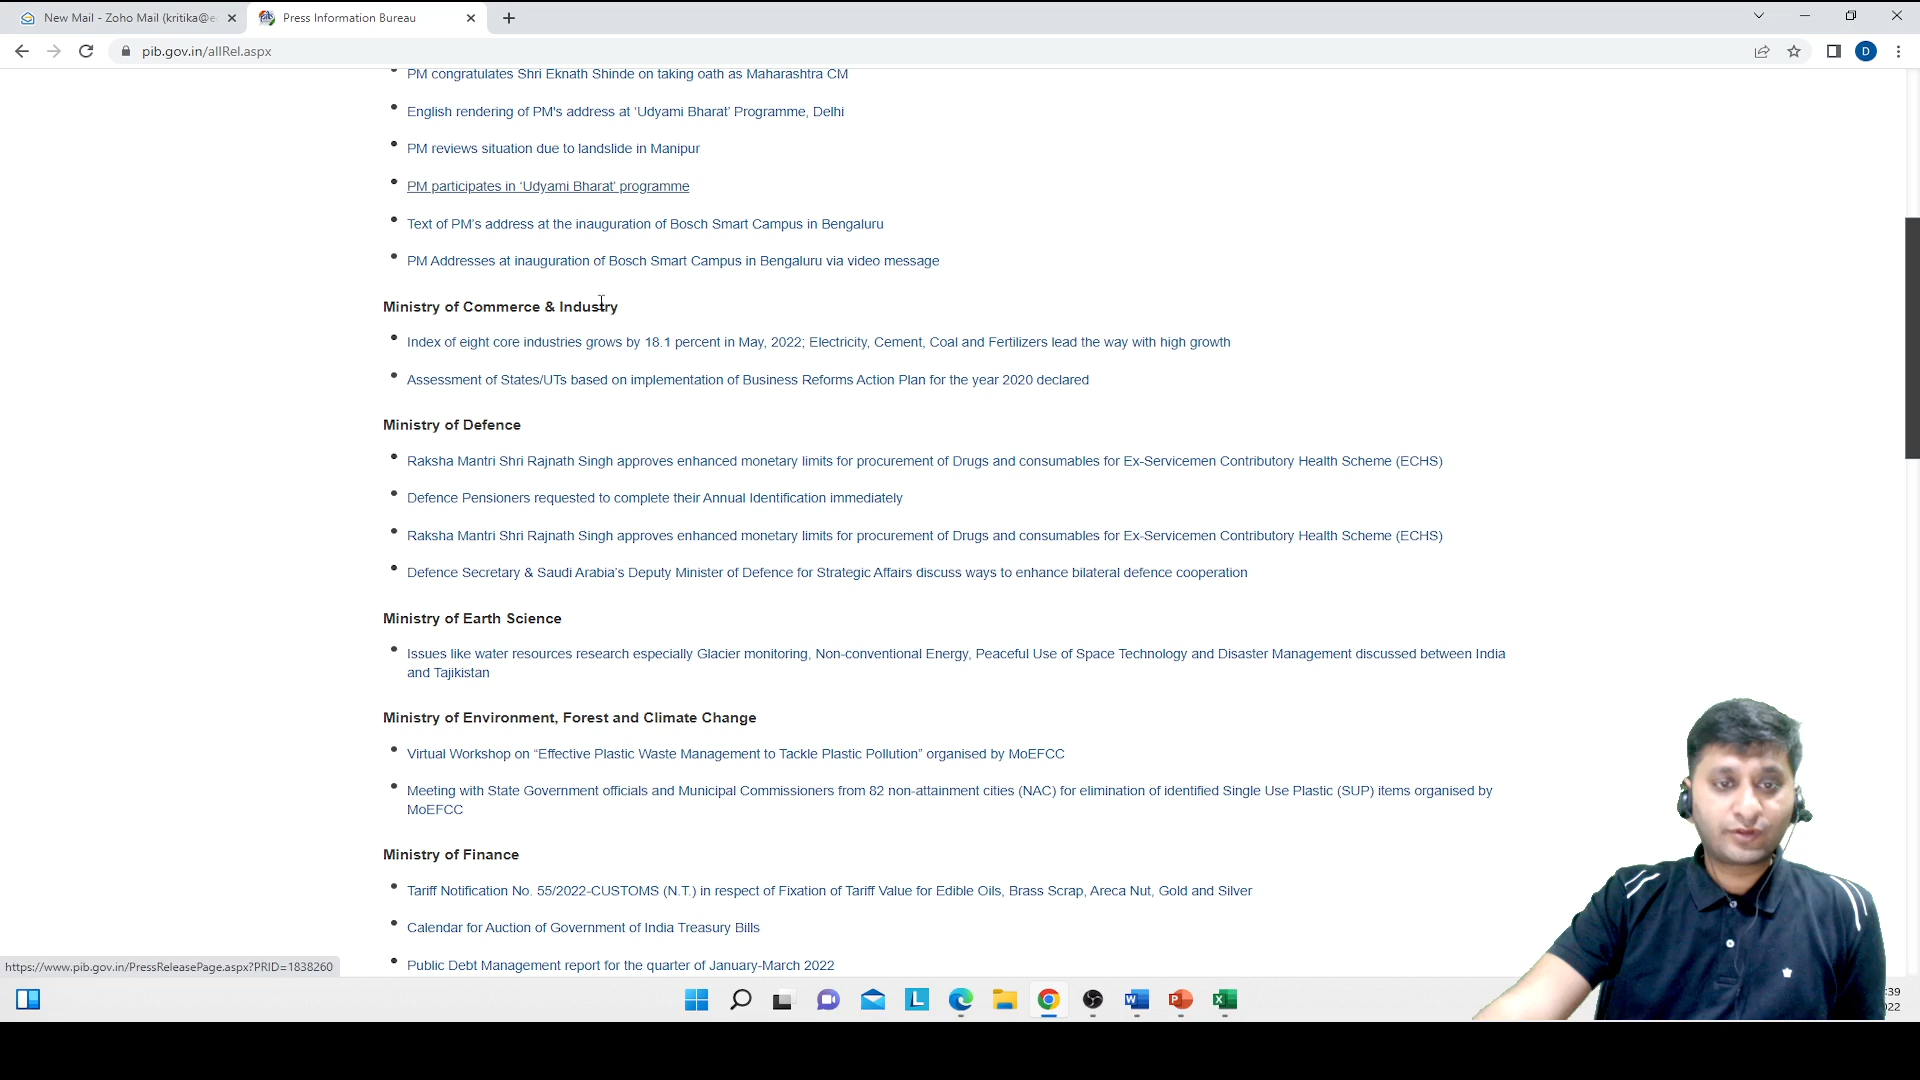 New Mail - Zoho Mail (kritika@e
Press Information Bureau
pib.gov.in/allRel.aspx
D
PM congratulates Shri Eknath Shinde on taking oath as Maharashtra CM
English rendering of PM's address at ‘Udyami Bharat’ Programme, Delhi
PM reviews situation due to landslide in Manipur
PM participates in ‘Udyami Bharat’ programme
Text of PM’s address at the inauguration of Bosch Smart Campus in Bengaluru
PM Addresses at inauguration of Bosch Smart Campus in Bengaluru via video message
Ministry of Commerce & Industry
Index of eight core industries grows by 18.1 percent in May, 2022; Electricity, Cement, Coal and Fertilizers lead the way with high growth
Assessment of States/UTs based on implementation of Business Reforms Action Plan for the year 2020 declared
Ministry of Defence
Raksha Mantri Shri Rajnath Singh approves enhanced monetary limits for procurement of Drugs and consumables for Ex-Servicemen Contributory Health Scheme (ECHS)
Defence Pensioners requested to complete their Annual Identification immediately
Raksha Mantri Shri Rajnath Singh approves enhanced monetary limits for procurement of Drugs and consumables for Ex-Servicemen Contributory Health Scheme (ECHS)
Defence Secretary & Saudi Arabia’s Deputy Minister of Defence for Strategic Affairs discuss ways to enhance bilateral defence cooperation
Ministry of Earth Science
Issues like water resources research especially Glacier monitoring, Non-conventional Energy, Peaceful Use of Space Technology and Disaster Management discussed between India
and Tajikistan
Ministry of Environment, Forest and Climate Change
Virtual Workshop on “Effective Plastic Waste Management to Tackle Plastic Pollution” organised by MoEFCC
Meeting with State Government officials and Municipal Commissioners from 82 non-attainment cities (NAC) for elimination of identified Single Use Plastic (SUP) items organised by
MoEFCC
Ministry of Finance
Tariff Notification No. 55/2022-CUSTOMS (N.T.) in respect of Fixation of Tariff Value for Edible Oils, Brass Scrap, Areca Nut, Gold and Silver
Calendar for Auction of Government of India Treasury Bills
Public Debt Management report for the quarter of January-March 2022
https://www.pib.gov.in/PressReleasePage.aspx?PRID=1838260
:39
022